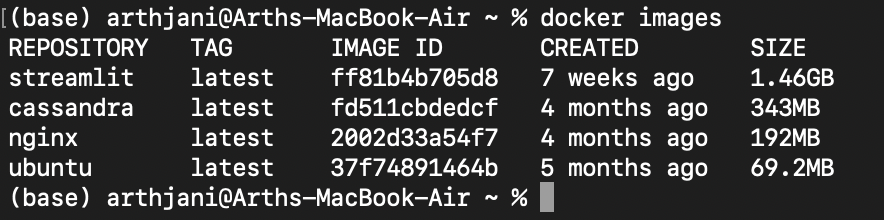 [(base) arthjani@Arths-MacBook-Air ~ % docker images
REPOSITORY TAG IMAGE ID CREATED SIZE
streamlit latest ff81b4b705d8 7 weeks ago 1.46GB
cassandra latest fd511cbdedcf 4 months ago 343MB
nginx latest 2002d33a54f7 4 months ago 192MB
ubuntu latest 37f74891464b 5 months ago 69.2MB
(base) arthjani@Arths-MacBook-Air ~ %